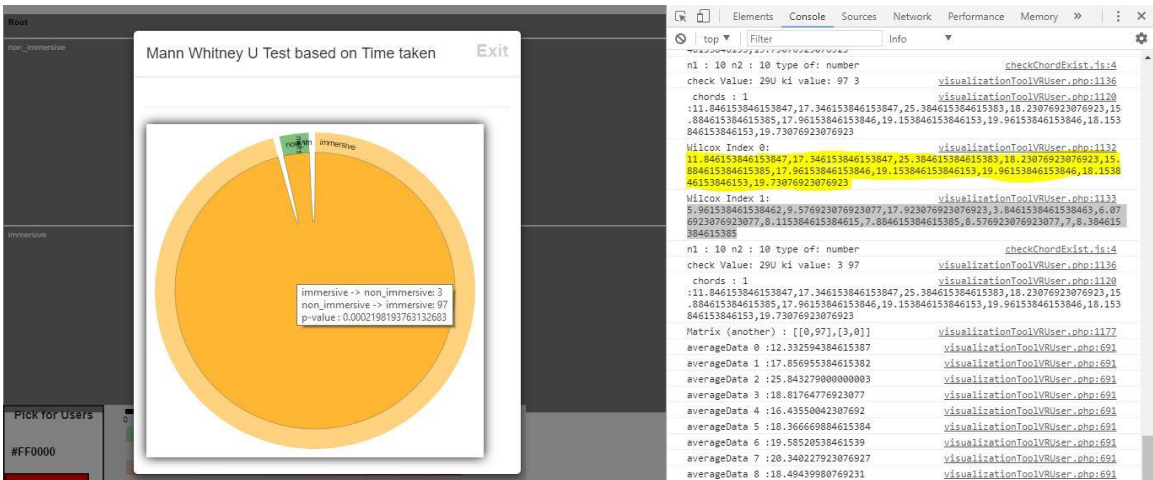 Root
non_immersive
immersive
Pick for Users
#FF0000
0
Mann Whitney U Test based on Time taken
Exit
immersive
immersive -> non_immersive: 3
non_immersive -> immersive: 97
p-value : 0.0002198193763132683
Elements Console Sources Network Performance Memory »
top ▼ Filter Info ▼
n1 : 10 n2 : 10 type of: number checkChordExist.js:4
check Value: 29U ki value: 97 3 visualizationToolVRUser.php:1136
chords : 1 visualizationToolVRUser.php:1120
:11.846153846153847,17.346153846153847,25.384615384615383,18.23076923076923,15
.884615384615385,17.96153846153846,19.153846153846153,19.96153846153846,18.153
846153846153,19.73076923076923
Wilcox Index 0: visualizationToolVRUser.php:1132
11.846153846153847,17.346153846153847,25.384615384615383,18.23076923076923,15.
884615384615385,17.96153846153846,19.153846153846153,19.96153846153846,18.1538
46153846153,19.73076923076923
Wilcox Index 1: visualizationToolVRUser.php:1133
5.961538461538462,9.576923076923077,17.923076923076923,3.8461538461538463,6.07
6923076923077,8.115384615384615,7.884615384615385,8.576923076923077,7,8.384615
384615385
n1 : 10 n2 : 10 type of: number checkChordExist.js:4
check Value: 29U ki value: 3 97 visualizationToolVRUser.php:1136
chords : 1 visualizationToolVRUser.php:1120
:11.846153846153847,17.346153846153847,25.384615384615383,18.23076923076923,15
.884615384615385,17.96153846153846,19.153846153846153,19.96153846153846,18.153
846153846153,19.73076923076923
Matrix (another) : [[0,97],[3,0]] visualizationToolVRUser.php:1177
averageData 0 :12.332594384615387 visualizationToolVRUser.php:691
averageData 1 :17.856955384615382 visualizationToolVRUser.php:691
averageData 2 :25.843279000000003 visualizationToolVRUser.php:691
averageData 3 :18.81764776923077 visualizationToolVRUser.php:691
averageData 4 :16.43550042307692 visualizationToolVRUser.php:691
averageData 5 :18.366669884615384 visualizationToolVRUser.php:691
averageData 6 :19.58520538461539 visualizationToolVRUser.php:691
averageData 7 :20.340227923076927 visualizationToolVRUser.php:691
averageData 8 :18.49439980769231 visualizationToolVRUser.php:691